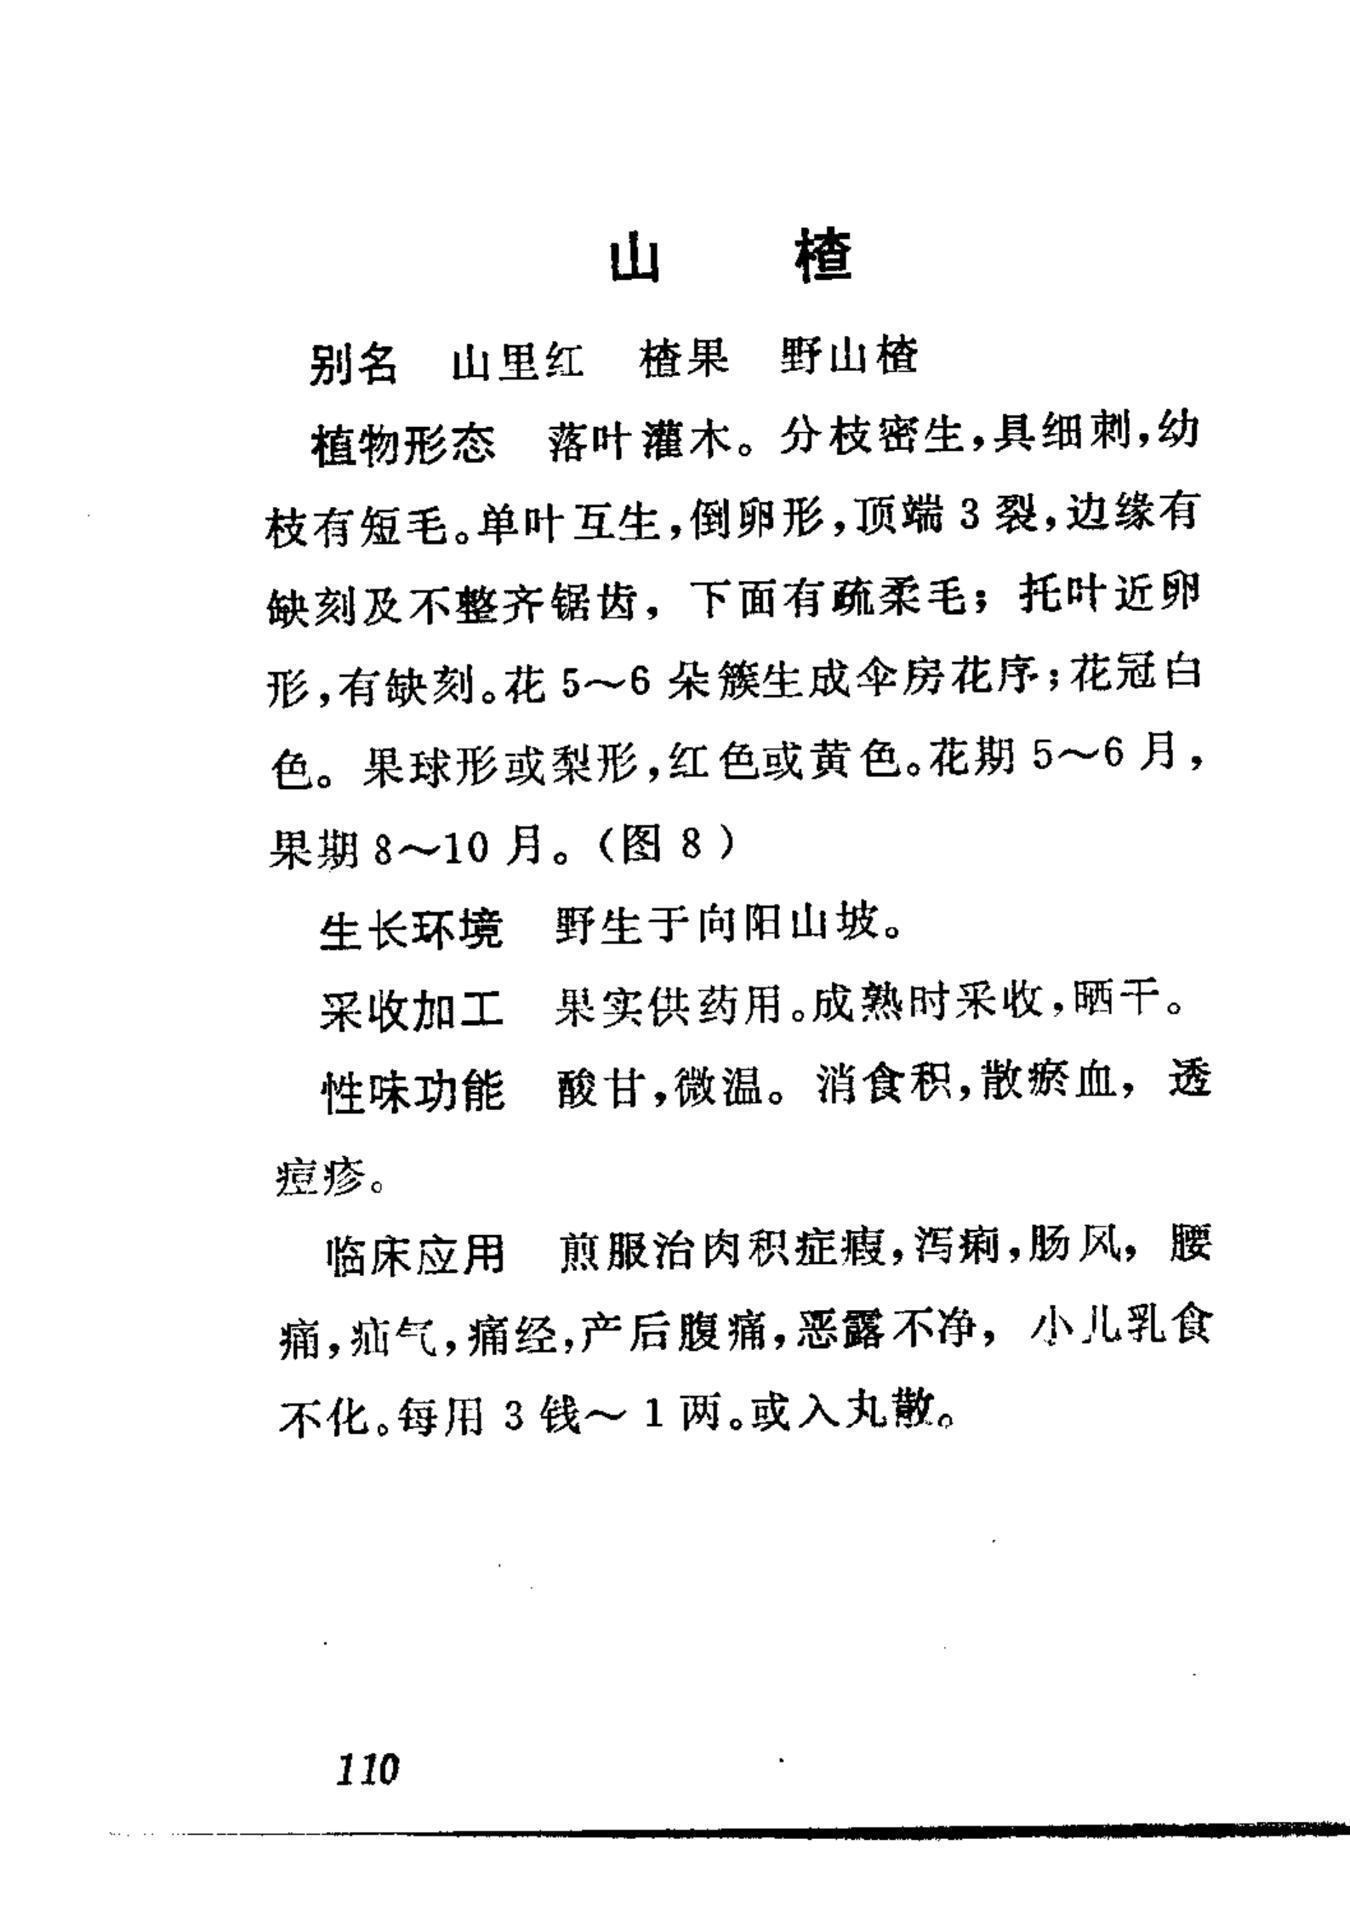 山 楂
别名 山里红 楂果 野山楂
植物形态 落叶灌木。分枝密生，具细刺，幼
枝有短毛。单叶互生，倒卵形，顶端3裂，边缘有
缺刻及不整齐锯齿，下面有疏柔毛；托叶近卵
形，有缺刻。花5～6朵簇生成伞房花序；花冠白
色。果球形或梨形，红色或黄色。花期5～6月，
果期8～10月。（图8）
生长环境 野生于向阳山坡。
采收加工 果实供药用。成熟时采收，晒干。
性味功能 酸甘，微温。消食积，散瘀血，透
痘疹。
临床应用 煎服治肉积症瘕，泻痢，肠风，腰
痛，疝气，痛经，产后腹痛，恶露不净，小儿乳食
不化。每用3钱～1两。或入丸散。
110